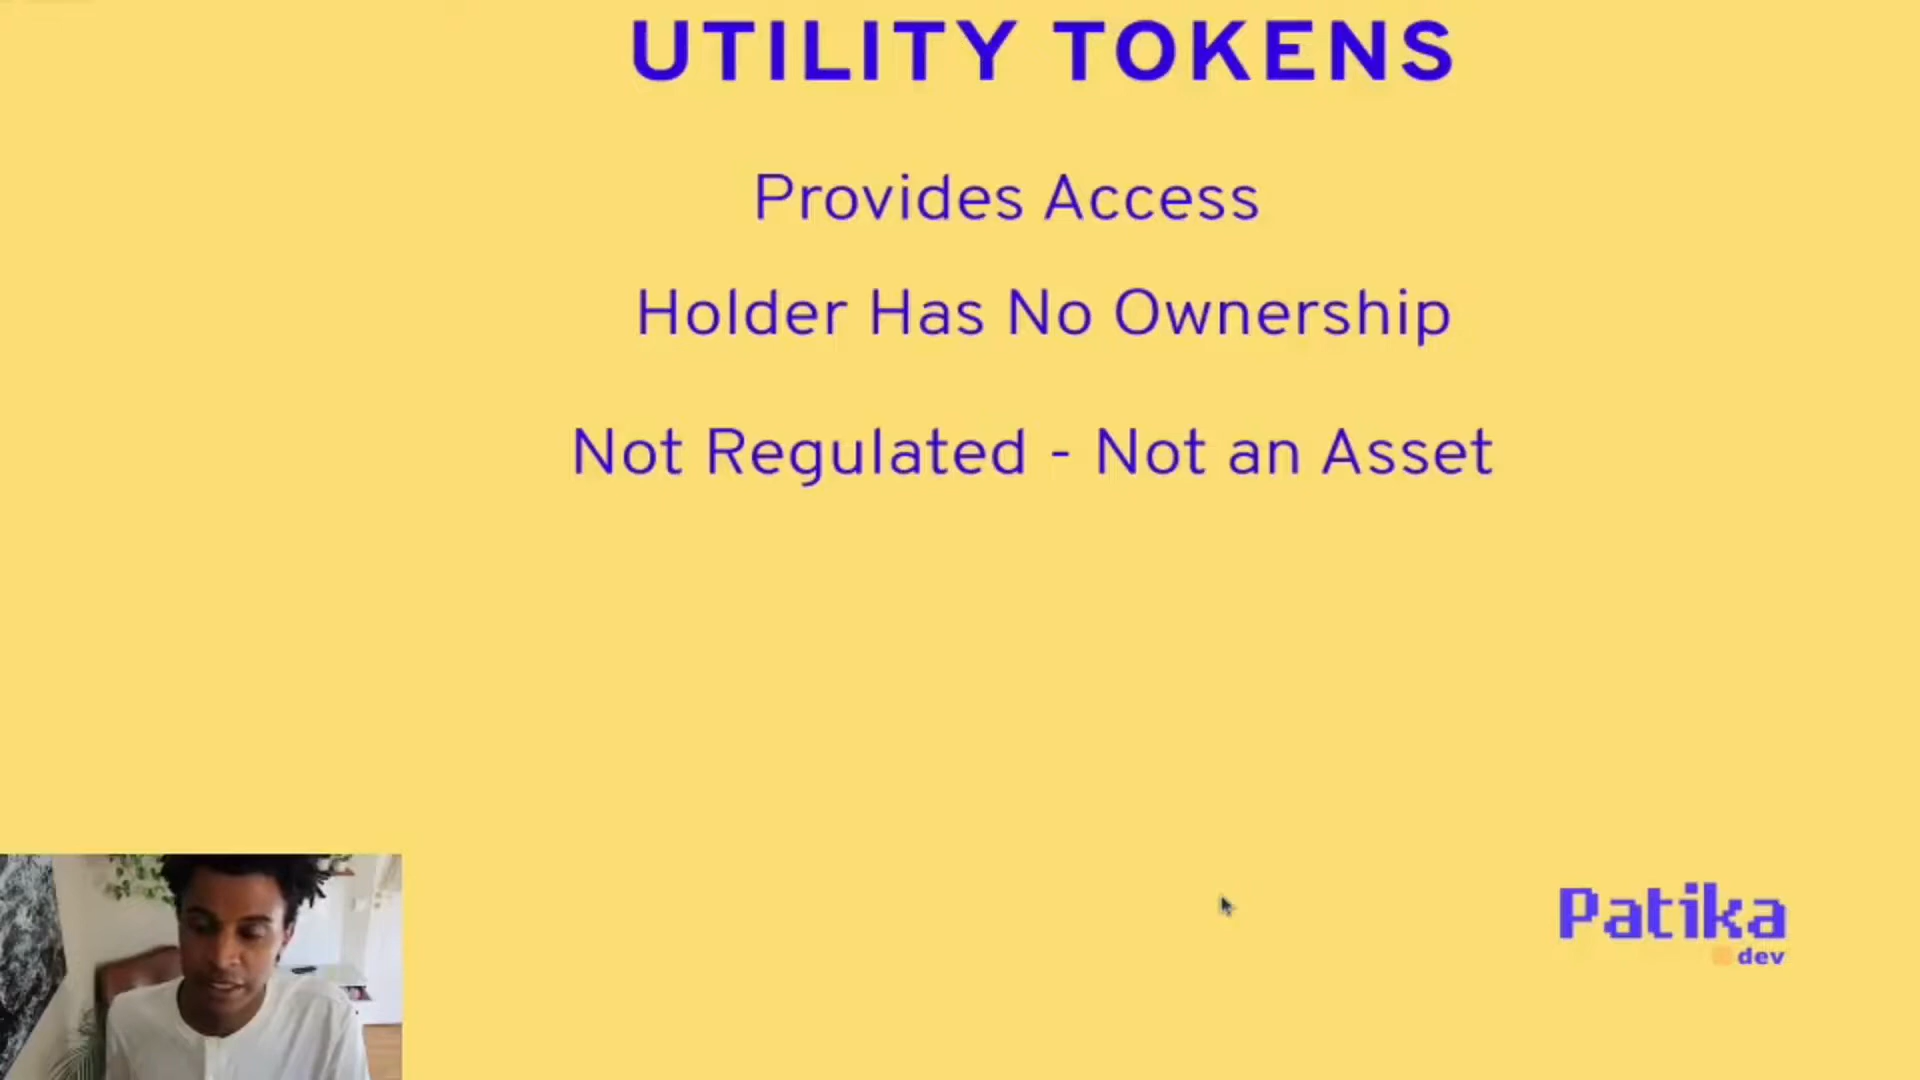 UTILITY TOKENS
Provides Access
Holder Has No Ownership
Not Regulated - Not an Asset
Patika
dev